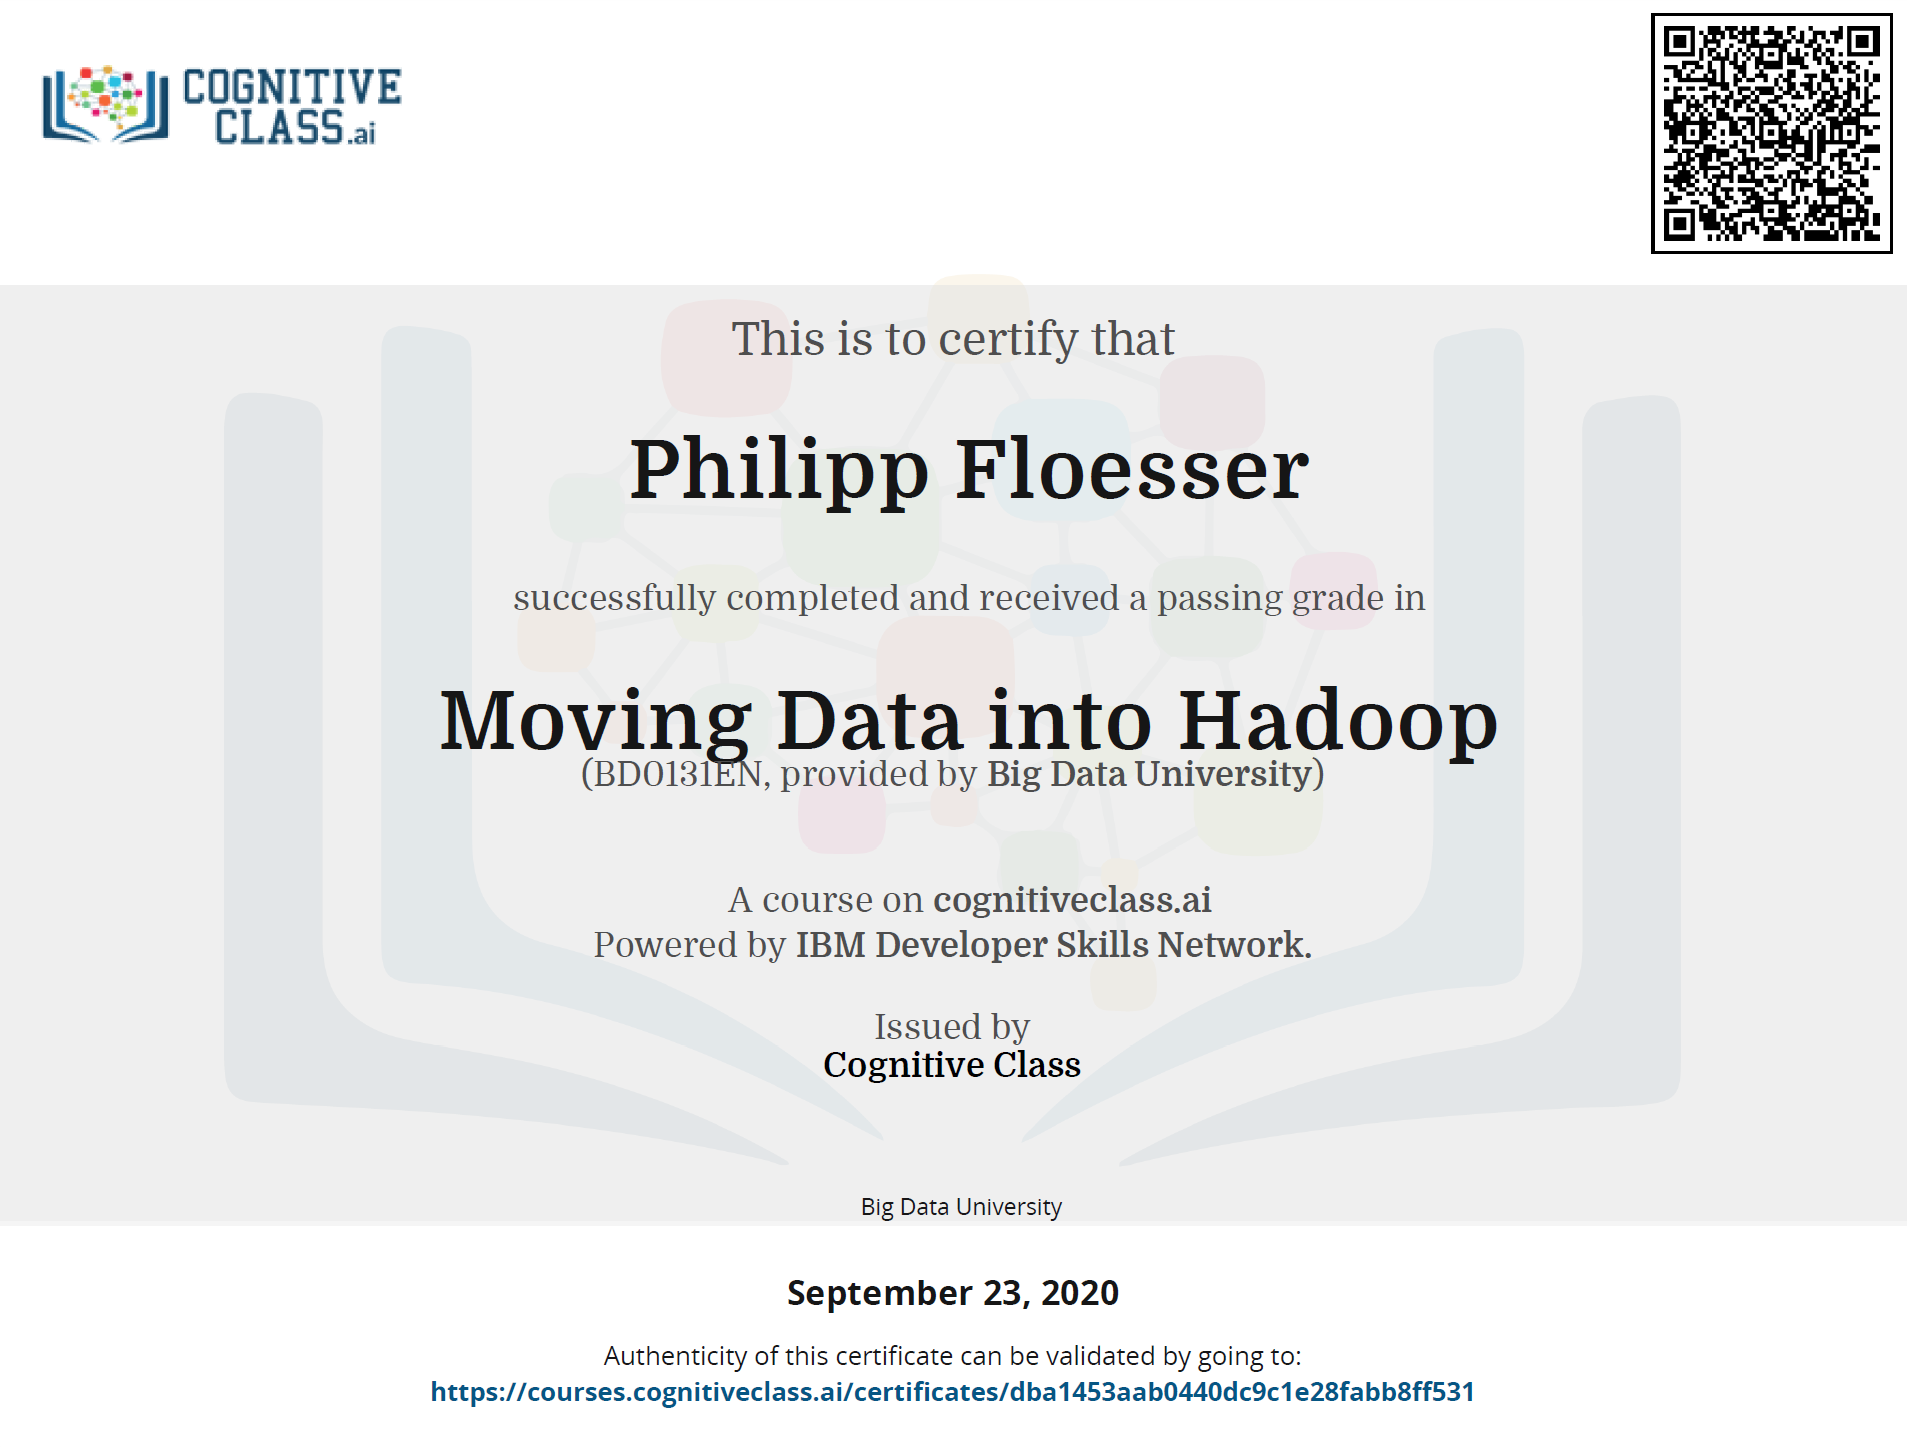 COGNITIVE
CLASS.ai
This is to certify that
Philipp Floesser
successfully completed and received a passing grade in
Moving Data into Hadoop
(BD0131EN, provided by Big Data University)
A course on cognitiveclass.ai
Powered by IBM Developer Skills Network.
Issued by
Cognitive Class
Big Data University
September 23, 2020
Authenticity of this certificate can be validated by going to:
https://courses.cognitiveclass.ai/certificates/dba1453aab0440dc9c1e28fabb8ff531